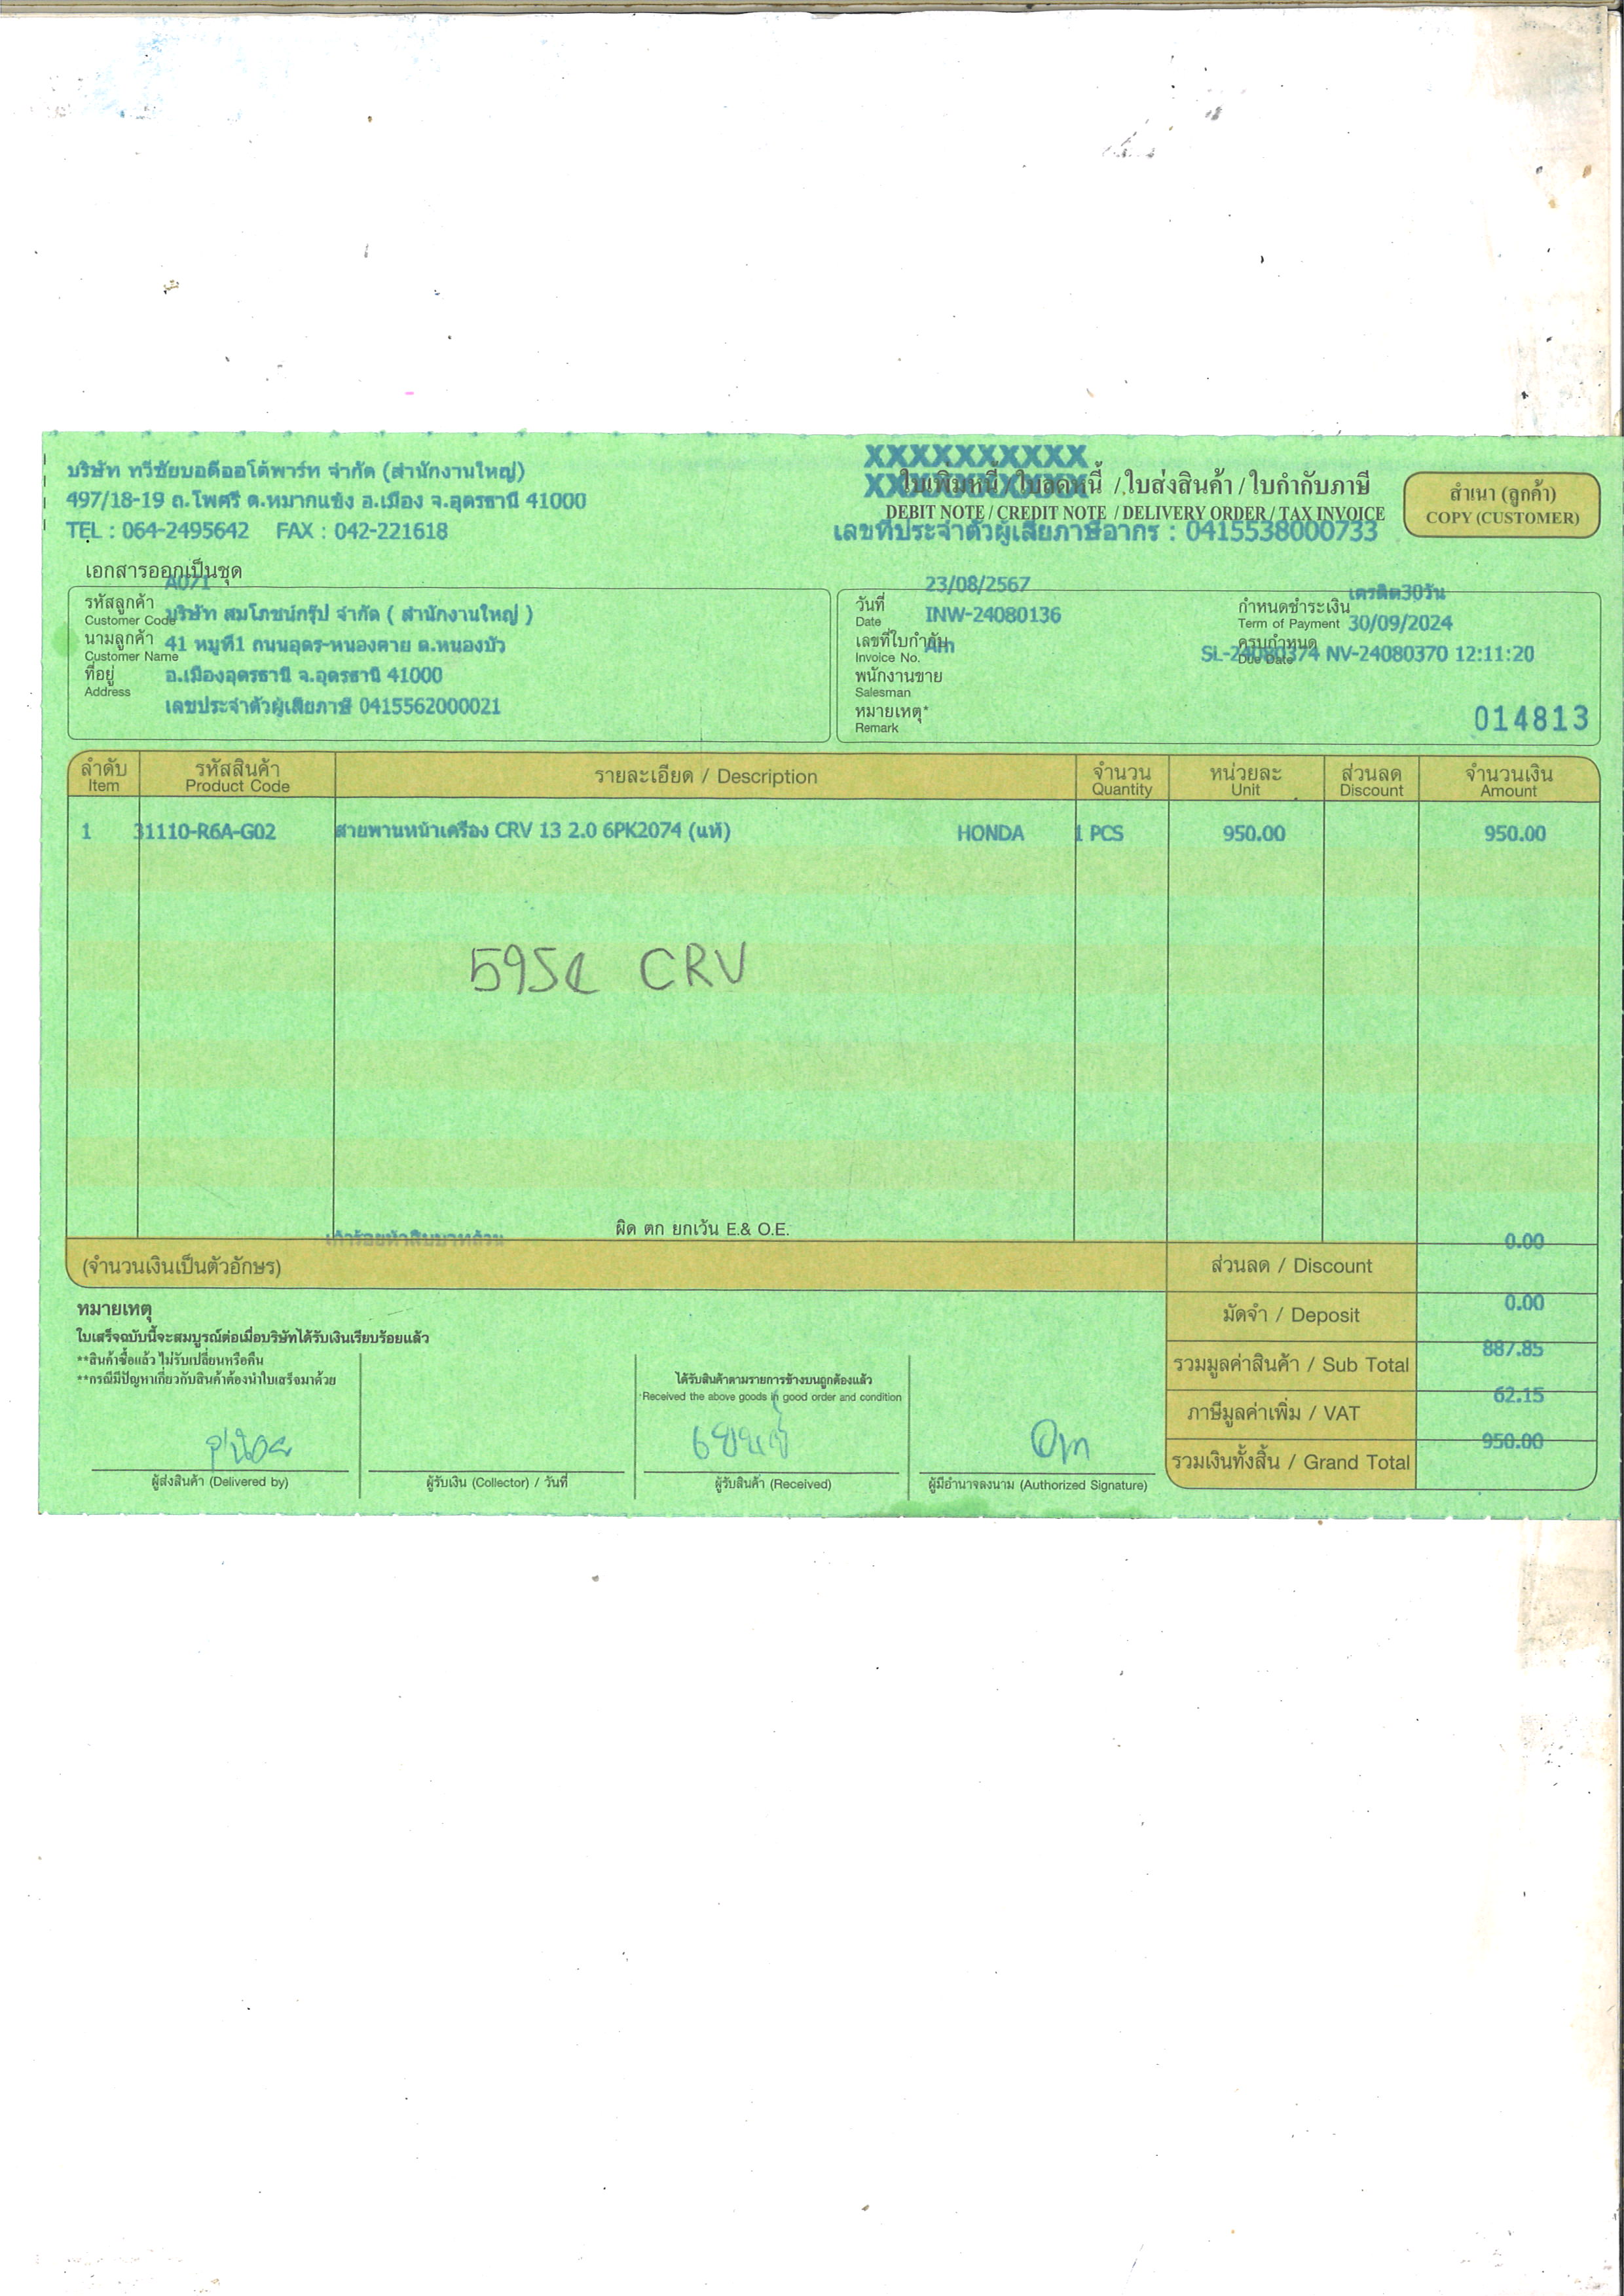 บริษัท ทวีชัยบอดี้ออโต้พาร์ท จำกัด (สำนักงานใหญ่)
497/18-19 ถ.โพศรี ต.หมากแข้ง อ.เมือง จ.อุดรธานี 41000
TEL : 064-2495642 FAX : 042-221618
XXXXXXXXXX
ใบเพิ่มหนี้ / ใบลดหนี้ / ใบส่งสินค้า / ใบกำกับภาษี
DEBIT NOTE / CREDIT NOTE / DELIVERY ORDER / TAX INVOICE
เลขที่ประจำตัวผู้เสียภาษีอากร : 0415538000733
สำเนา (ลูกค้า)
COPY (CUSTOMER)
เอกสารออกเป็นชุด
A071
รหัสลูกค้า
Customer Code
บริษัท สมโภชน์กรุ๊ป จำกัด ( สำนักงานใหญ่ )
นามลูกค้า
Customer Name
41 หมู่ที่1 ถนนอุดร-หนองคาย ต.หนองบัว
ที่อยู่
Address
อ.เมืองอุดรธานี จ.อุดรธานี 41000
เลขประจำตัวผู้เสียภาษี 0415562000021
23/08/2567
วันที่
Date
INW-24080136
เลขที่ใบกำกับ
Invoice No.
พนักงานขาย
Salesman
หมายเหตุ*
Remark
เครดิต30วัน
กำหนดชำระเงิน
Term of Payment 30/09/2024
ครบกำหนด
Due Date
SL-24080374 NV-24080370 12:11:20
014813
ลำดับ รหัสสินค้า รายละเอียด / Description จำนวน หน่วยละ ส่วนลด จำนวนเงิน
Item Product Code Quantity Unit Discount Amount
1 31110-R6A-G02 สายพานหน้าเครื่อง CRV 13 2.0 6PK2074 (แท้) HONDA 1 PCS 950.00 950.00
CRV
ผิด ตก ยกเว้น E.& O.E.
เก้าร้อยห้าสิบบาทถ้วน
(จำนวนเงินเป็นตัวอักษร)
ส่วนลด / Discount 0.00
มัดจำ / Deposit 0.00
รวมมูลค่าสินค้า / Sub Total 887.85
ภาษีมูลค่าเพิ่ม / VAT 62.15
รวมเงินทั้งสิ้น / Grand Total 950.00
หมายเหตุ
ใบเสร็จฉบับนี้จะสมบูรณ์ต่อเมื่อบริษัทได้รับเงินเรียบร้อยแล้ว
**สินค้าซื้อแล้ว ไม่รับเปลี่ยนหรือคืน
**กรณีมีปัญหาเกี่ยวกับสินค้าต้องนำใบเสร็จมาด้วย
ได้รับสินค้าตามรายการข้างบนถูกต้องแล้ว
Received the above goods in good order and condition
ผู้ส่งสินค้า (Delivered by)
ผู้รับเงิน (Collector) / วันที่
ผู้รับสินค้า (Received)
ผู้มีอำนาจลงนาม (Authorized Signature)